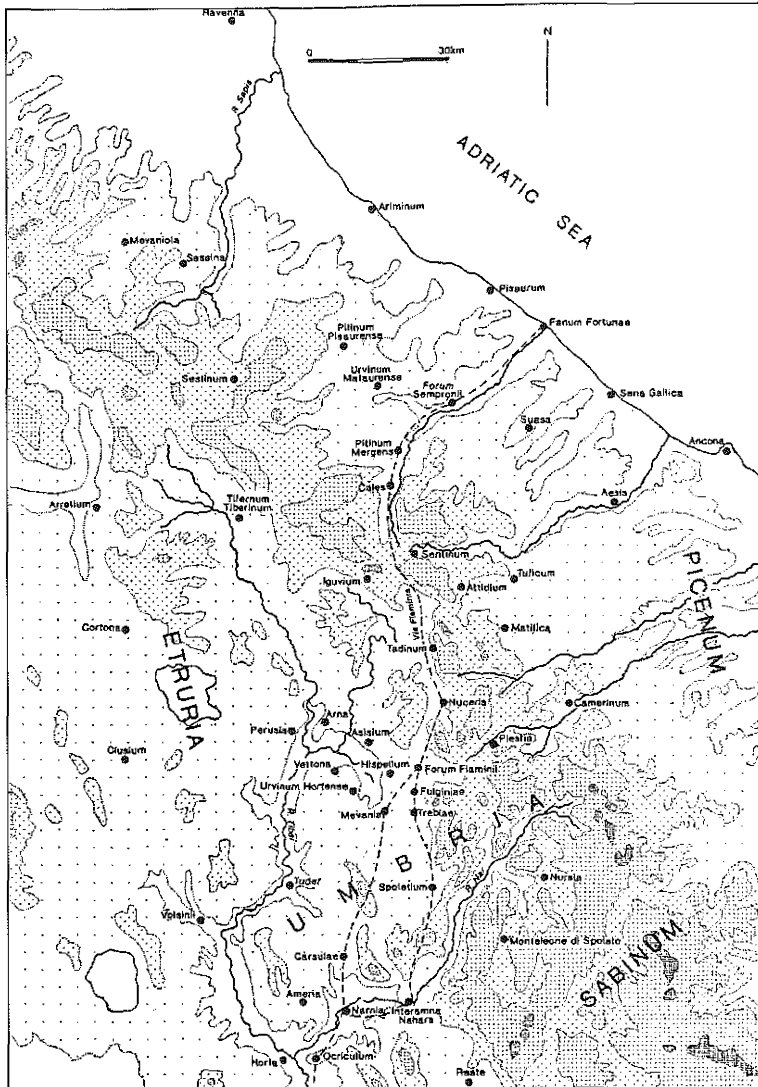 Ravenna
0 30km
N
R. Sapis
ADRIATIC SEA
Ariminum
Mevaniola
Sassina
Pisaurum
Fanum Fortunae
Pitinum
Pisaurense
Urvinum
Mataurense
Sestinum
Forum
Sempronii
Sena Gallica
Suasa
Pitinum
Mergens
Ancona
Cales
Aesis
Arretium
Tifernum
Tiberinum
Sentinum
Iguvium
Attidium
Tuficum
PICENUM
Via Flaminia
Cortona
ETRURIA
Matilica
Tadinum
Nuceria
Camerinum
Arna
Perusia
Asisium
Plestia
Clusium
Vettona
Hispellum
Forum Flaminii
Urvinum Hortense
Fulginiae
Mevania
Trebiae
UMBRIA
R. Tiber
Tuder
Spoletium
R. Nar
Nursia
Volsinii
Monteleone di Spoleto
SABINUM
Carsulae
Ameria
Narnia
Interamna
Nahars
Horta
Ocriculum
Reate